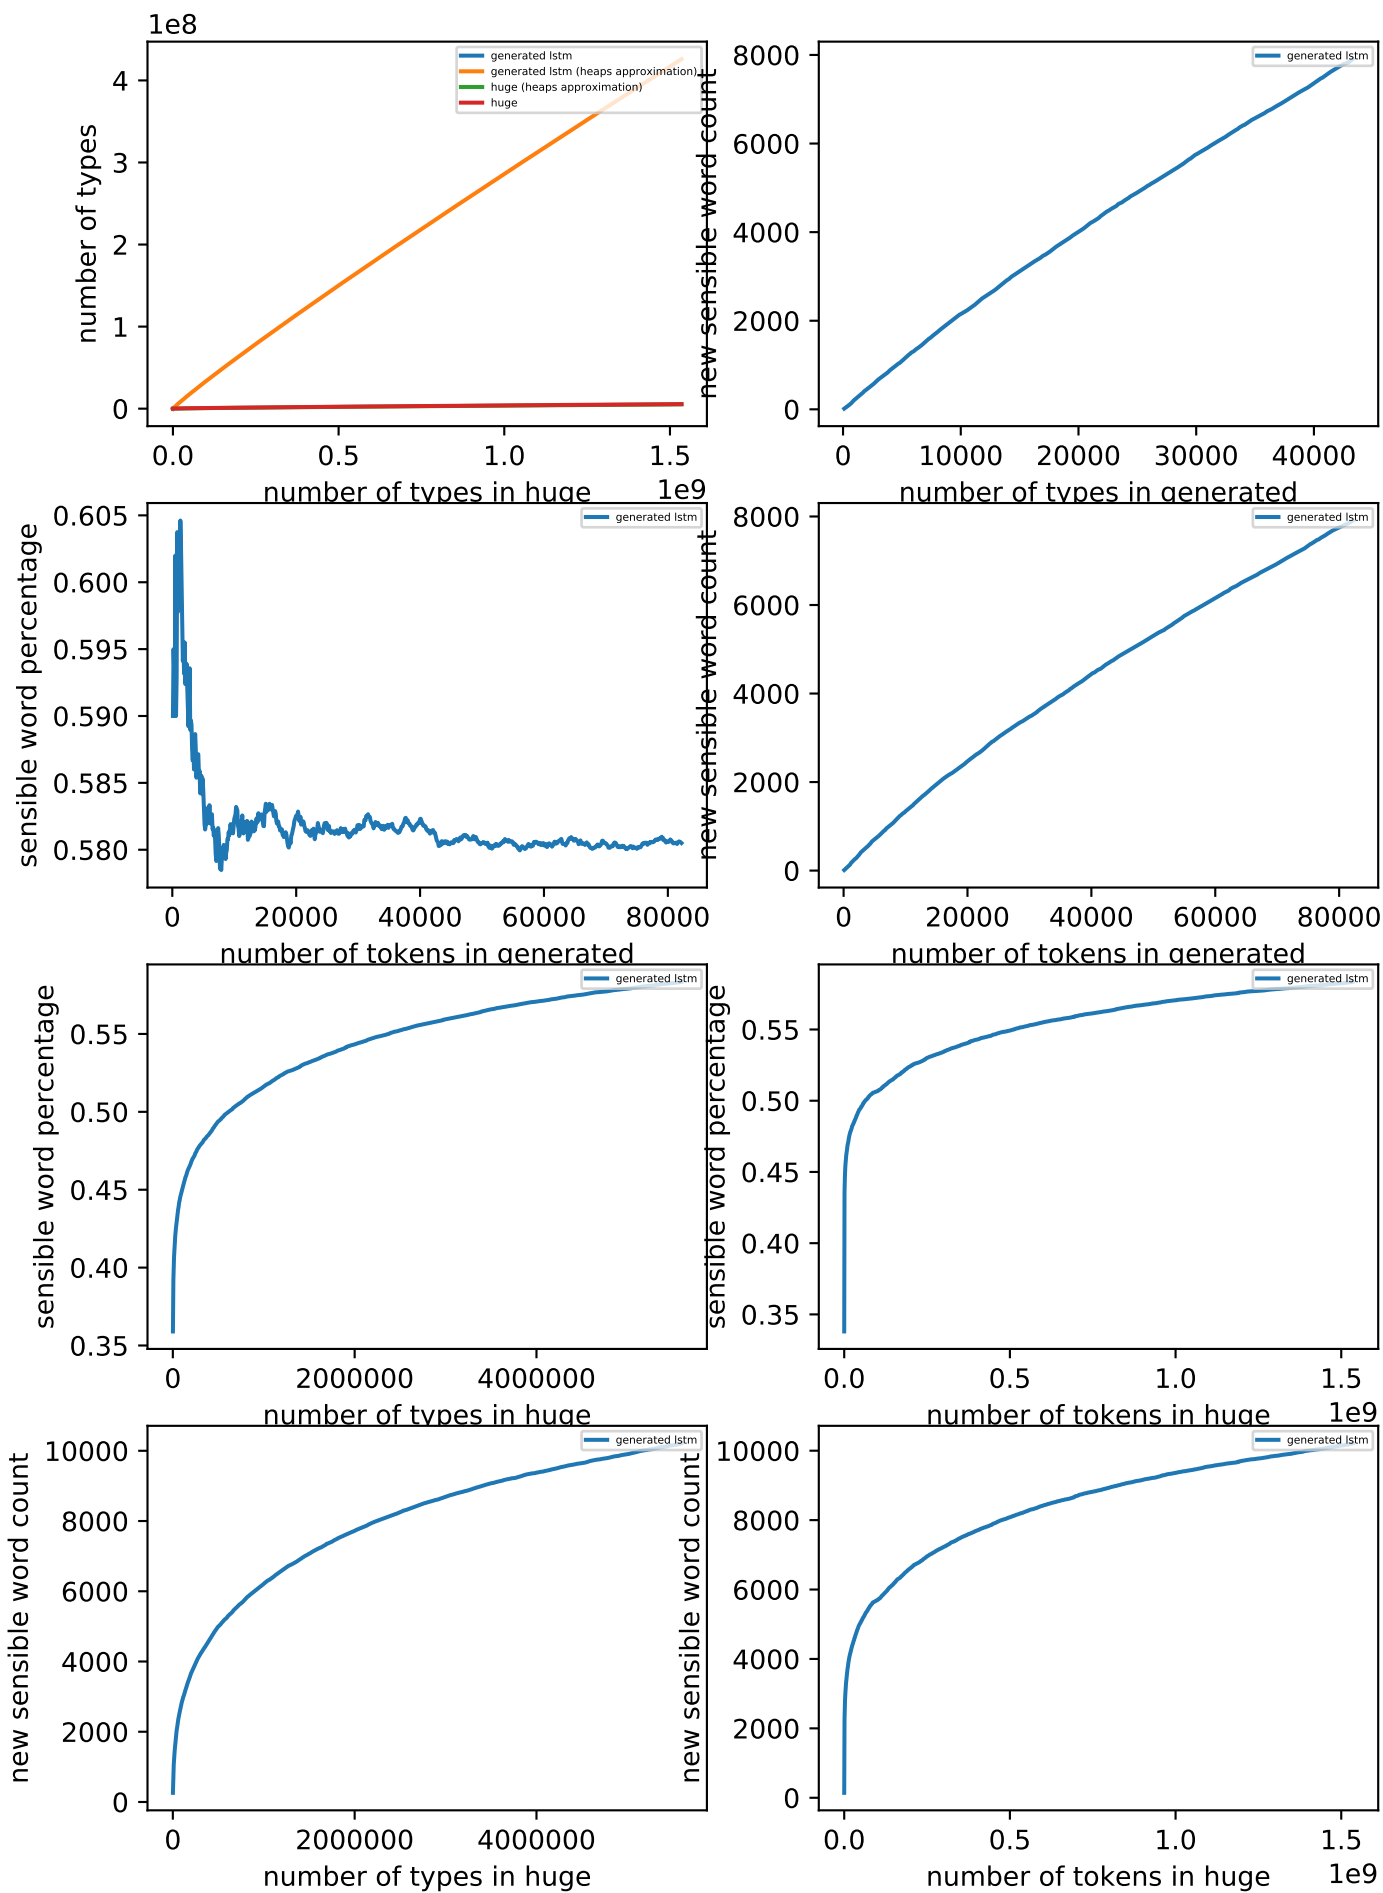 1e8
number of types
4
3
2
1
0
0.0
0.5
1.0
1.5
number of types in huge
1e9
generated lstm
generated lstm (heaps approximation)
huge (heaps approximation)
huge
new sensible word count
8000
6000
4000
2000
0
0
10000
20000
30000
40000
number of types in generated
generated lstm
sensible word percentage
0.605
0.600
0.595
0.590
0.585
0.580
0
20000
40000
60000
80000
number of tokens in generated
generated lstm
new sensible word count
8000
6000
4000
2000
0
0
20000
40000
60000
80000
number of tokens in generated
generated lstm
sensible word percentage
0.55
0.50
0.45
0.40
0.35
0
2000000
4000000
number of types in huge
generated lstm
sensible word percentage
0.55
0.50
0.45
0.40
0.35
0.0
0.5
1.0
1.5
number of tokens in huge
1e9
generated lstm
new sensible word count
10000
8000
6000
4000
2000
0
0
2000000
4000000
number of types in huge
generated lstm
new sensible word count
10000
8000
6000
4000
2000
0
0.0
0.5
1.0
1.5
number of tokens in huge
1e9
generated lstm